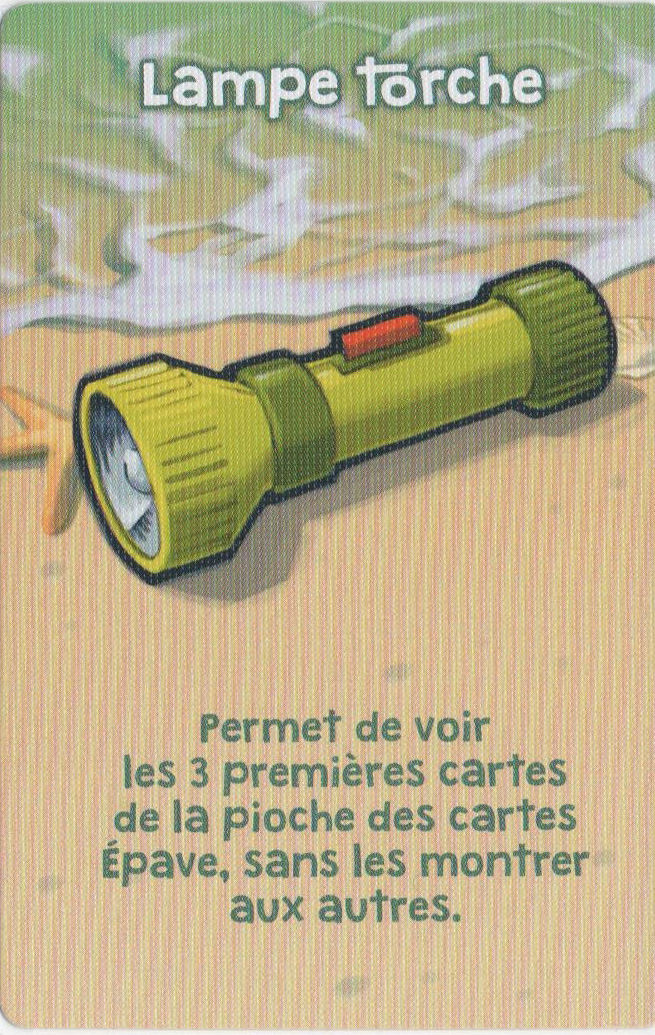 Lampe torche
Permet de voir
les 3 premières cartes
de la pioche des cartes
Épave, sans les montrer
aux autres.